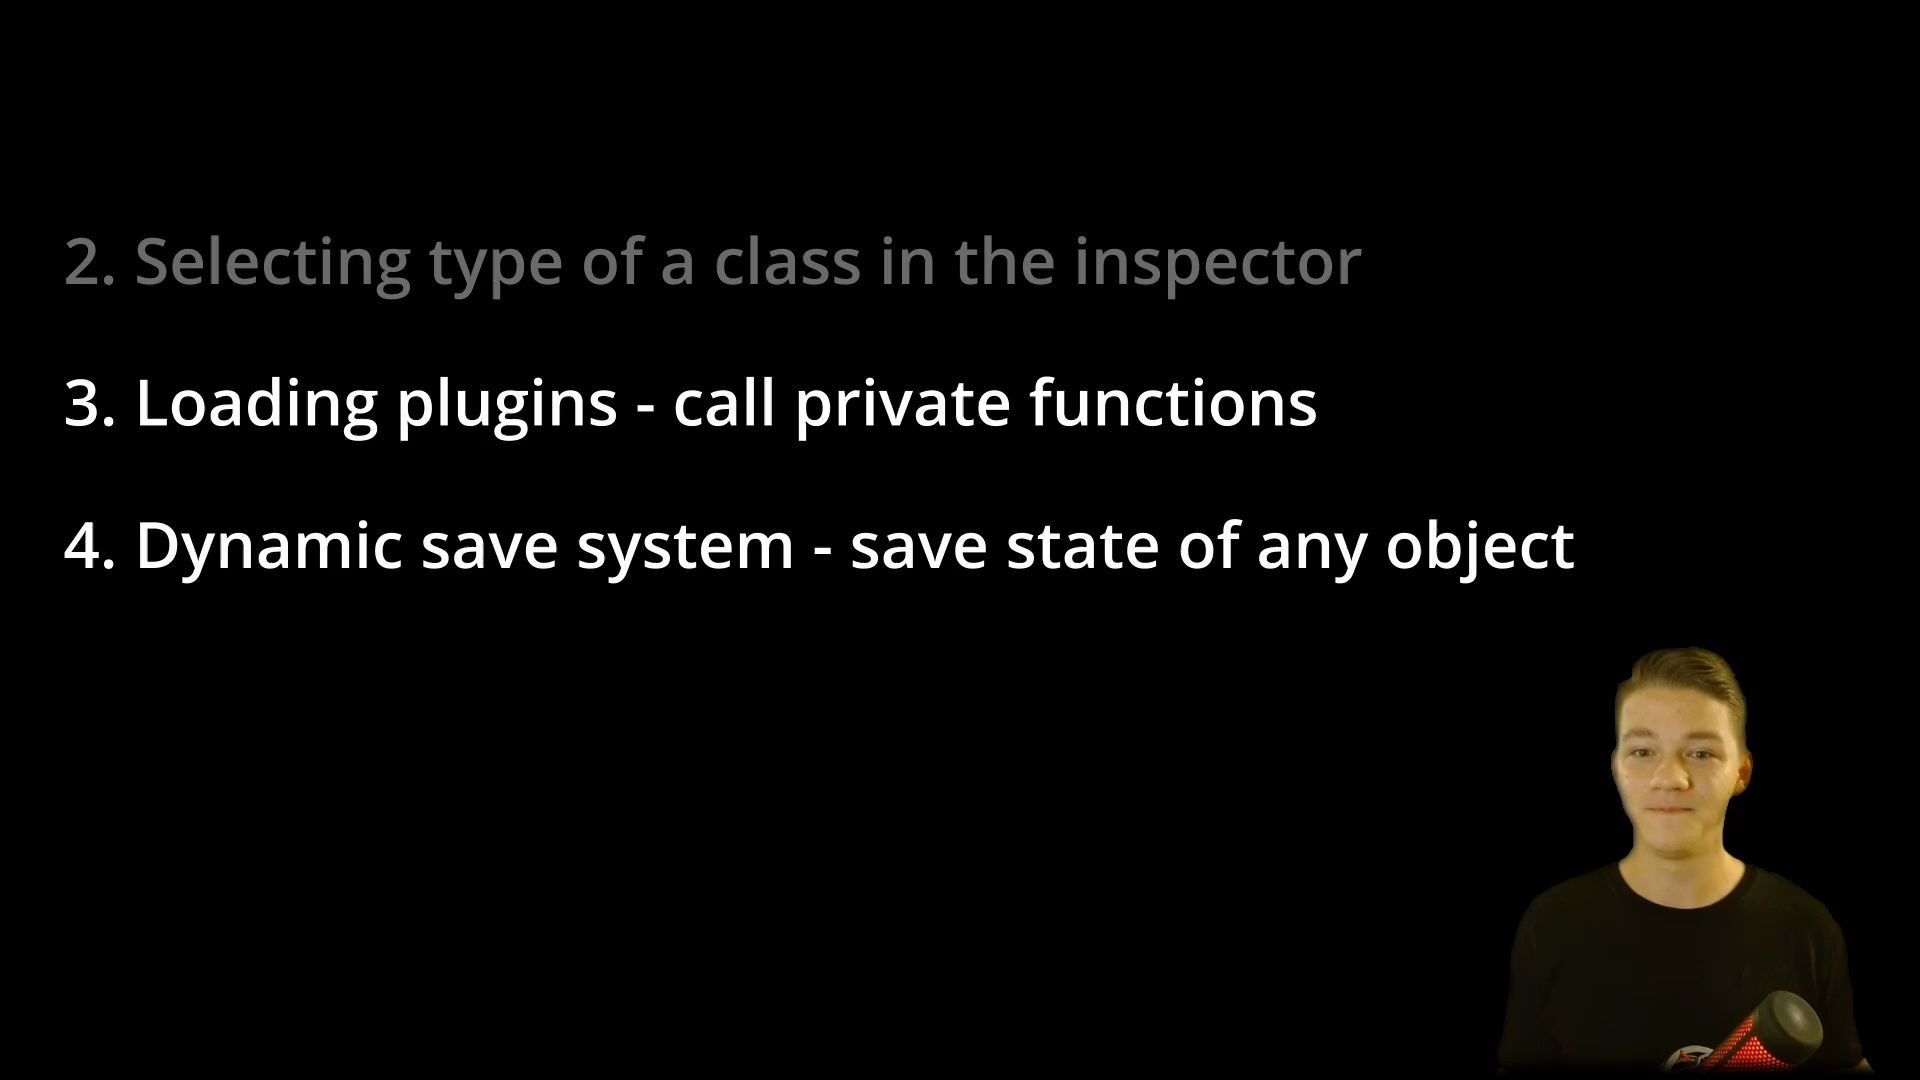 2. Selecting type of a class in the inspector
3. Loading plugins - call private functions
4. Dynamic save system - save state of any object